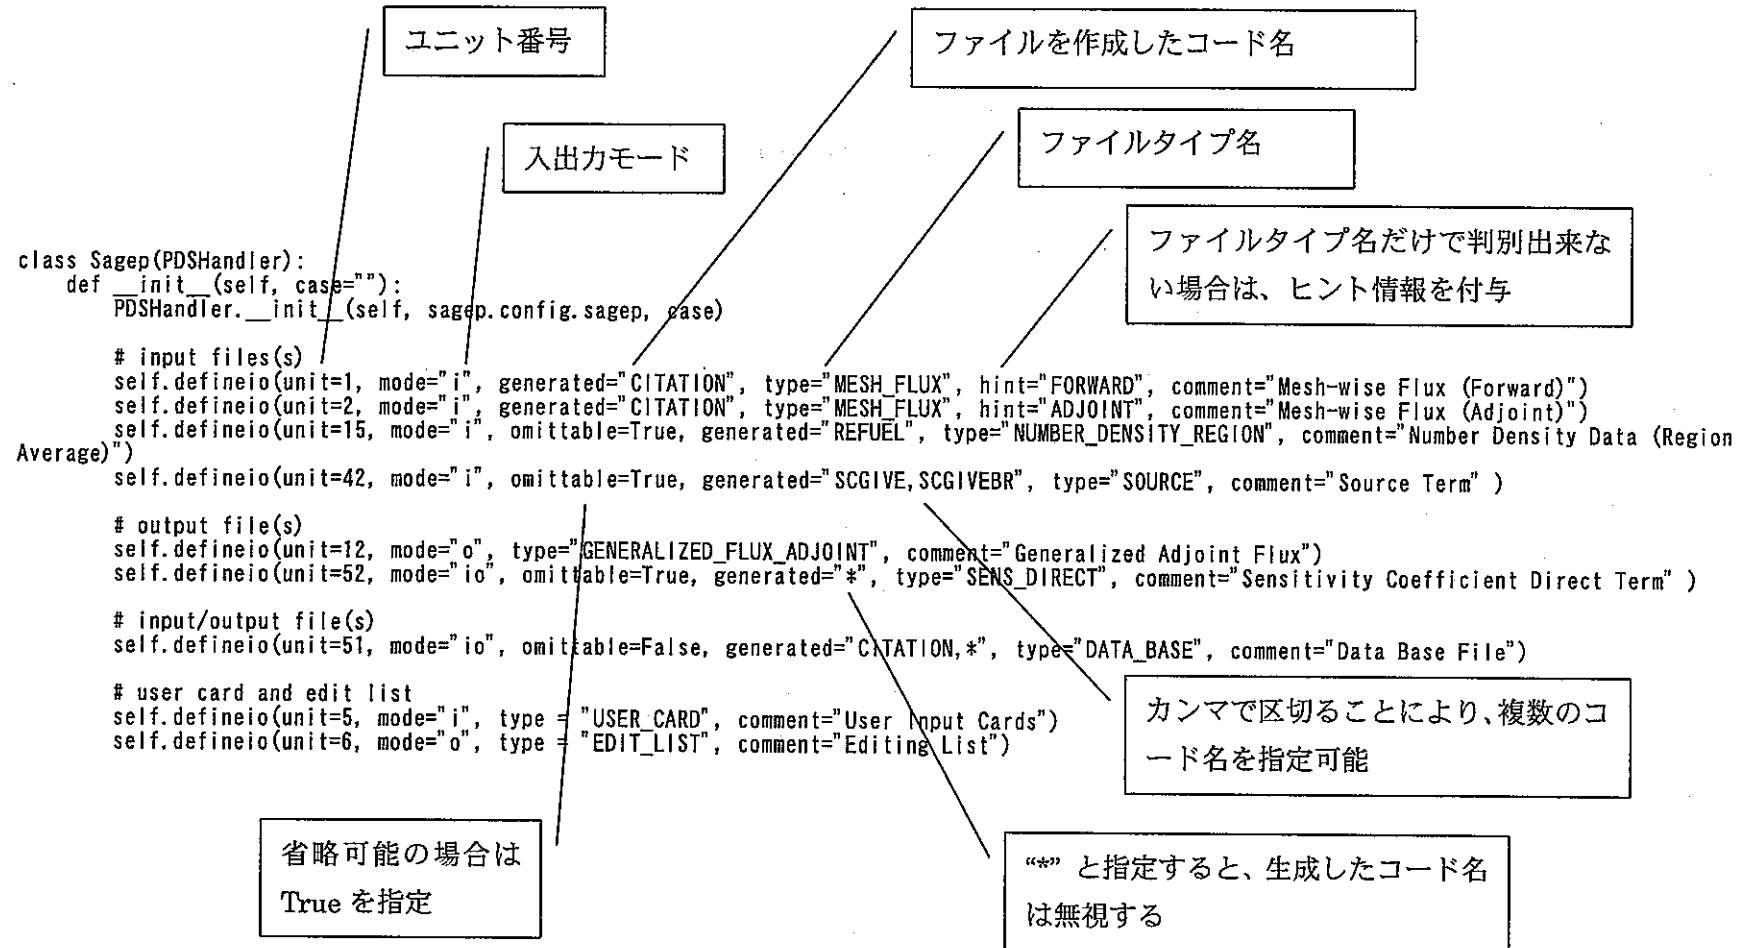 ユニット番号
ファイルを作成したコード名
入出力モード
ファイルタイプ名
ファイルタイプ名だけで判別出来な
い場合は、ヒント情報を付与
class Sagep(PDSHandler):
    def __init__(self, case=""):
        PDSHandler.__init__(self, sagep.config.sagep, case)
        # input files(s)
        self.defineio(unit=1, mode="i", generated="CITATION", type="MESH_FLUX", hint="FORWARD", comment="Mesh-wise Flux (Forward)")
        self.defineio(unit=2, mode="i", generated="CITATION", type="MESH_FLUX", hint="ADJOINT", comment="Mesh-wise Flux (Adjoint)")
        self.defineio(unit=15, mode="i", omittable=True, generated="REFUEL", type="NUMBER_DENSITY_REGION", comment="Number Density Data (Region
Average)")
        self.defineio(unit=42, mode="i", omittable=True, generated="SCGIVE,SCGIVEBR", type="SOURCE", comment="Source Term" )
        # output file(s)
        self.defineio(unit=12, mode="o", type="GENERALIZED_FLUX_ADJOINT", comment="Generalized Adjoint Flux")
        self.defineio(unit=52, mode="io", omittable=True, generated="*", type="SENS_DIRECT", comment="Sensitivity Coefficient Direct Term" )
        # input/output file(s)
        self.defineio(unit=51, mode="io", omittable=False, generated="CITATION,*", type="DATA_BASE", comment="Data Base File")
        # user card and edit list
        self.defineio(unit=5, mode="i", type = "USER_CARD", comment="User Input Cards")
        self.defineio(unit=6, mode="o", type = "EDIT_LIST", comment="Editing List")
カンマで区切ることにより、複数のコ
ード名を指定可能
省略可能の場合は
True を指定
“*” と指定すると、生成したコード名
は無視する